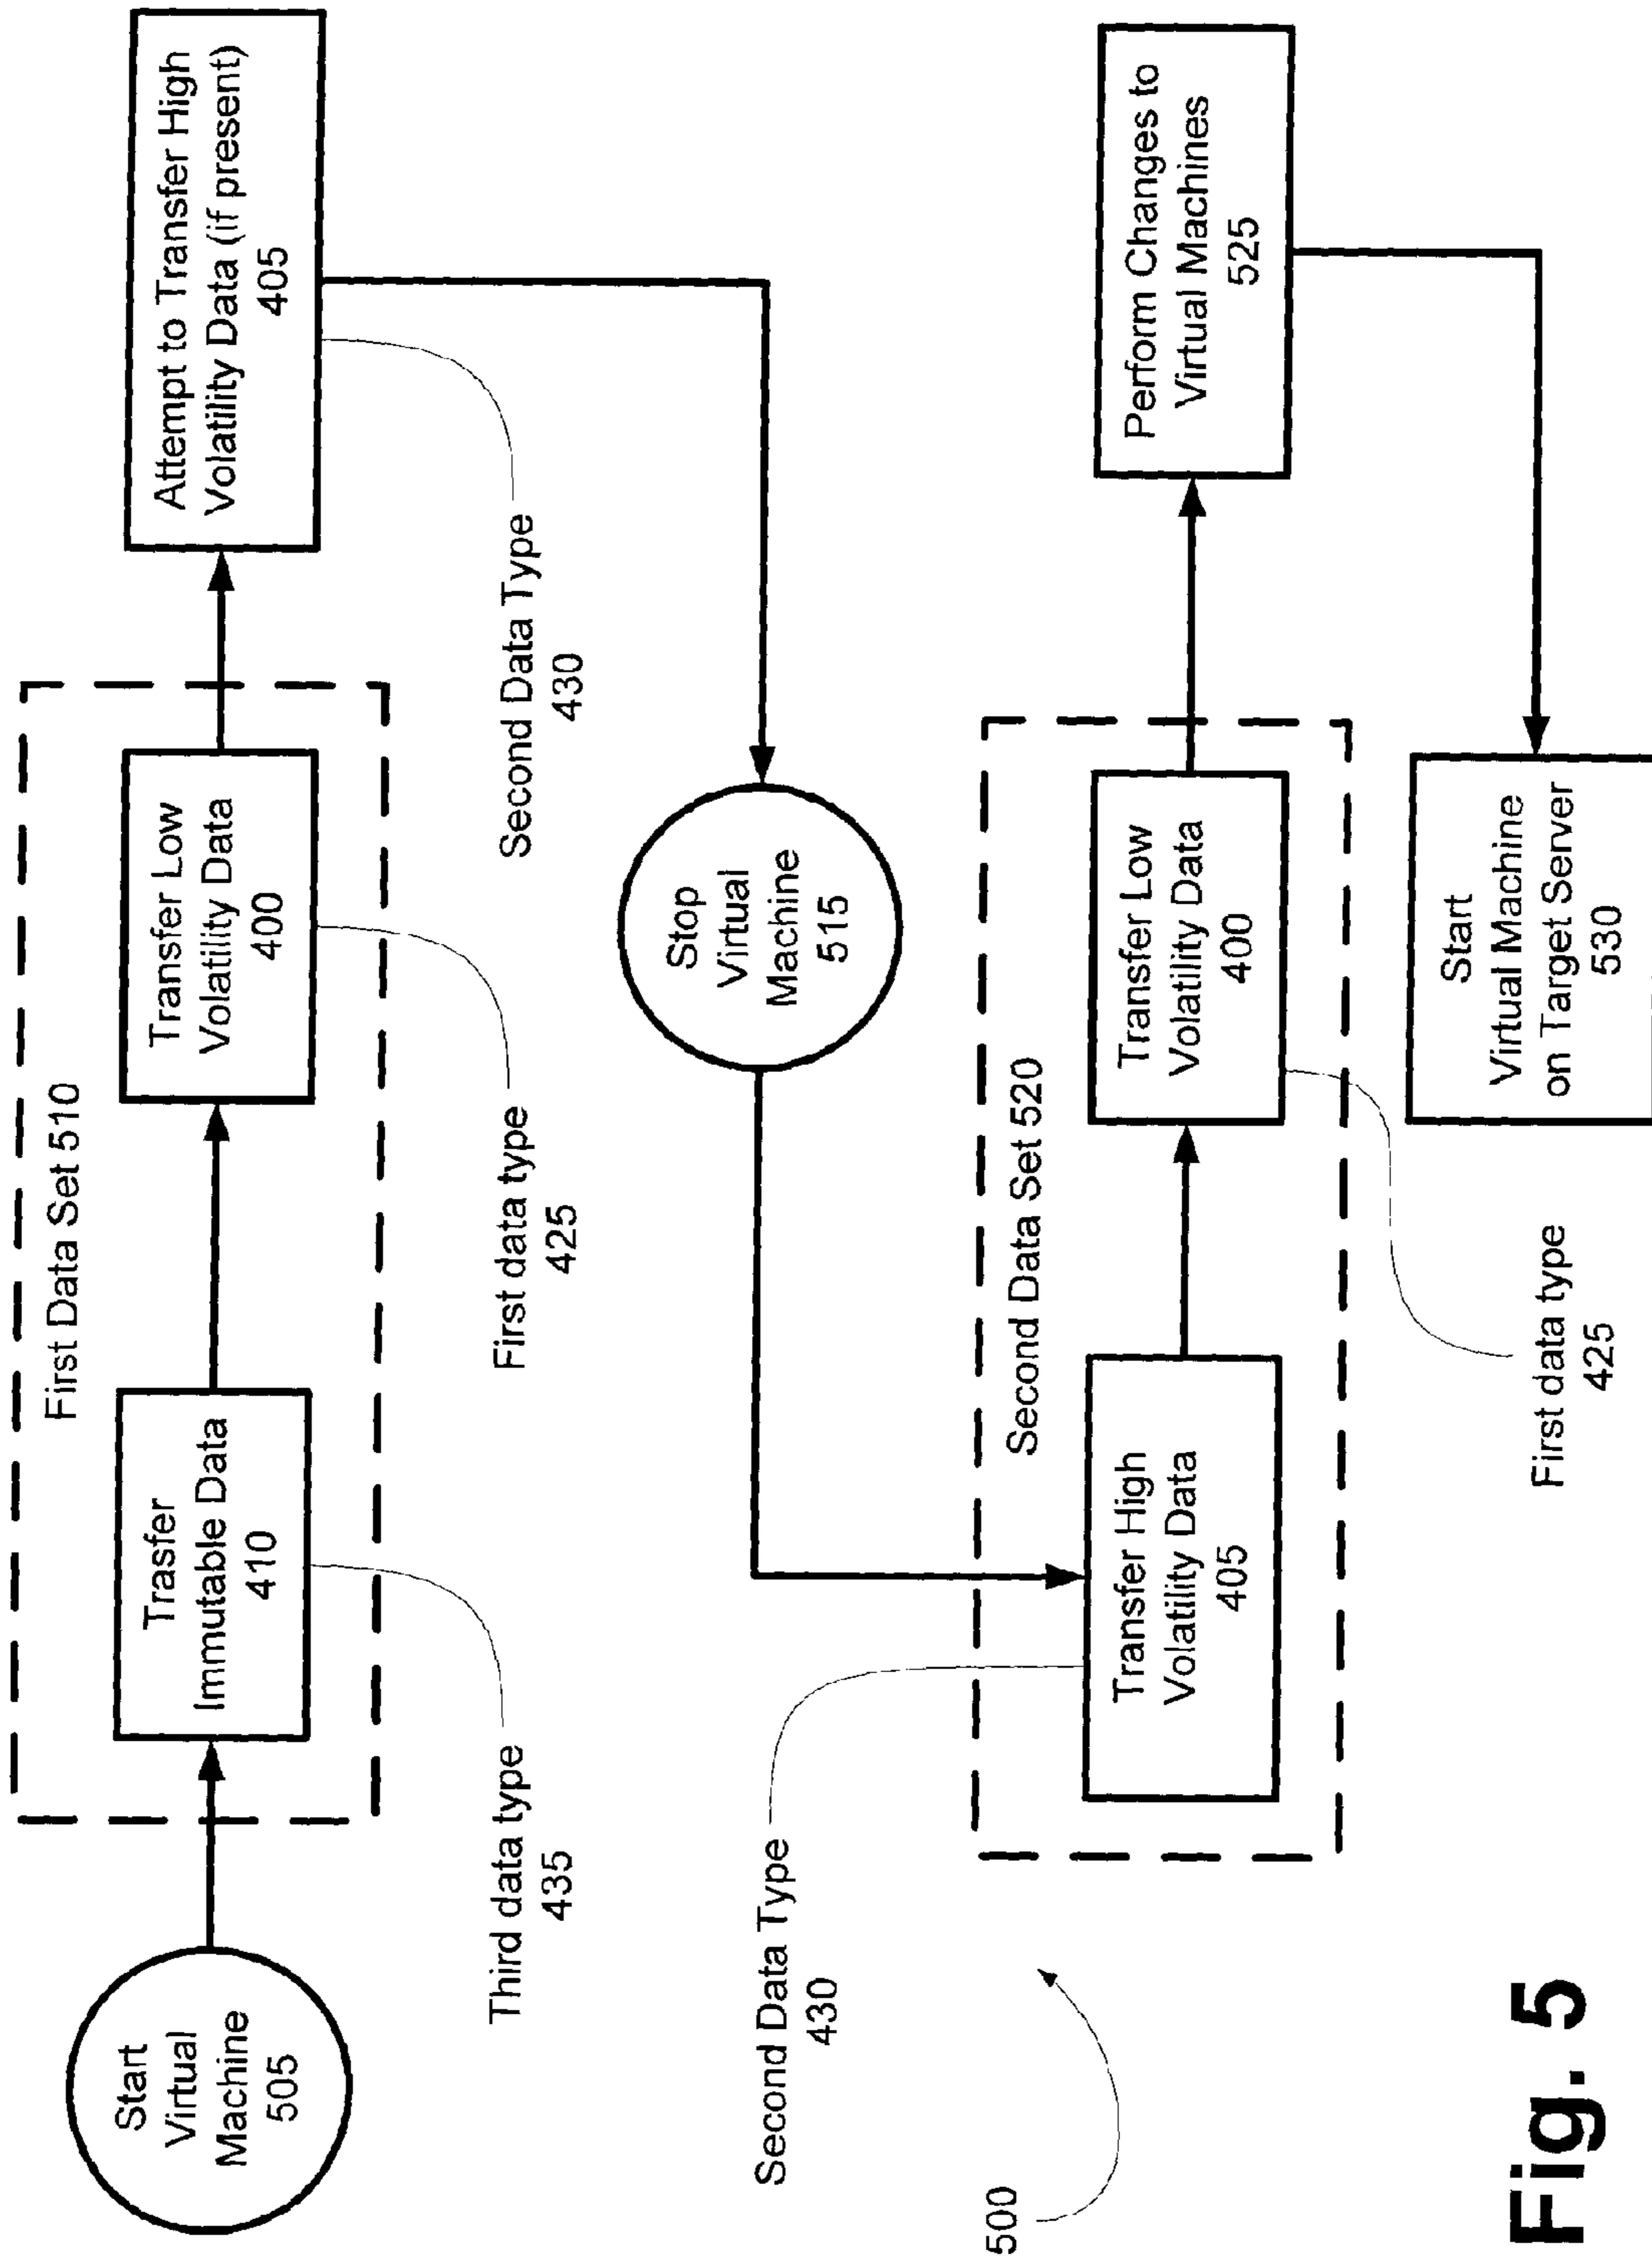 First Data Set 510
Start
Virtual
Machine
505
Trasfer
Immutable Data
410
Transfer Low
Volatility Data
400
Attempt to Transfer High
Volatility Data (if present)
405
Third data type
435
First data type
425
Second Data Type
430
Stop
Virtual
Machine
515
Second Data Type
430
Second Data Set 520
Transfer High
Volatility Data
405
Transfer Low
Volatility Data
400
Perform Changes to
Virtual Machines
525
500
First data type
425
Start
Virtual Machine
on Target Server
530
Fig. 5